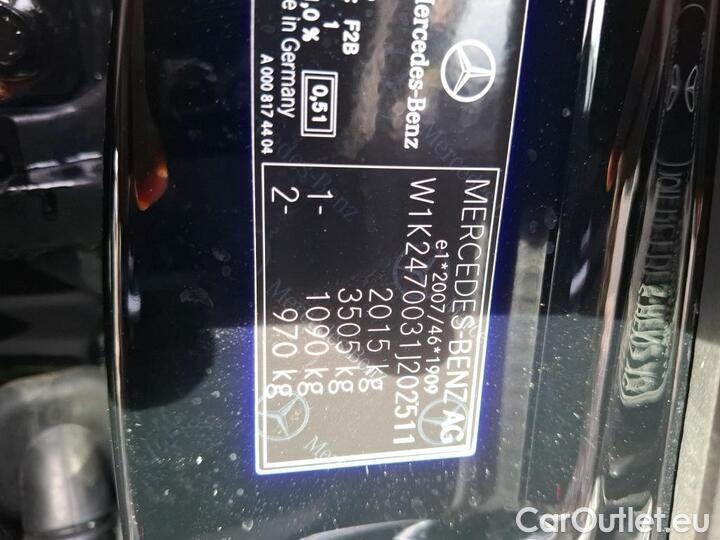 Mercedes-Benz
F2B
1
,0 %
0,51
in Germany
A 000 817 44 04
MERCEDES-BENZ AG
e1*2007/46*1909
W1K2470031J202511
2015 kg
3505 kg
1- 1090 kg
2- 970 kg
CarOutlet.eu